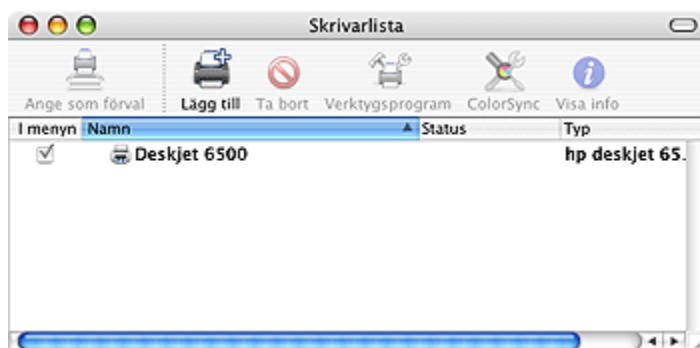 Skrivarlista
Ange som förval Lägg till Ta bort Verktygsprogram ColorSync Visa info
I menyn Namn Status Typ
Deskjet 6500 hp deskjet 65.